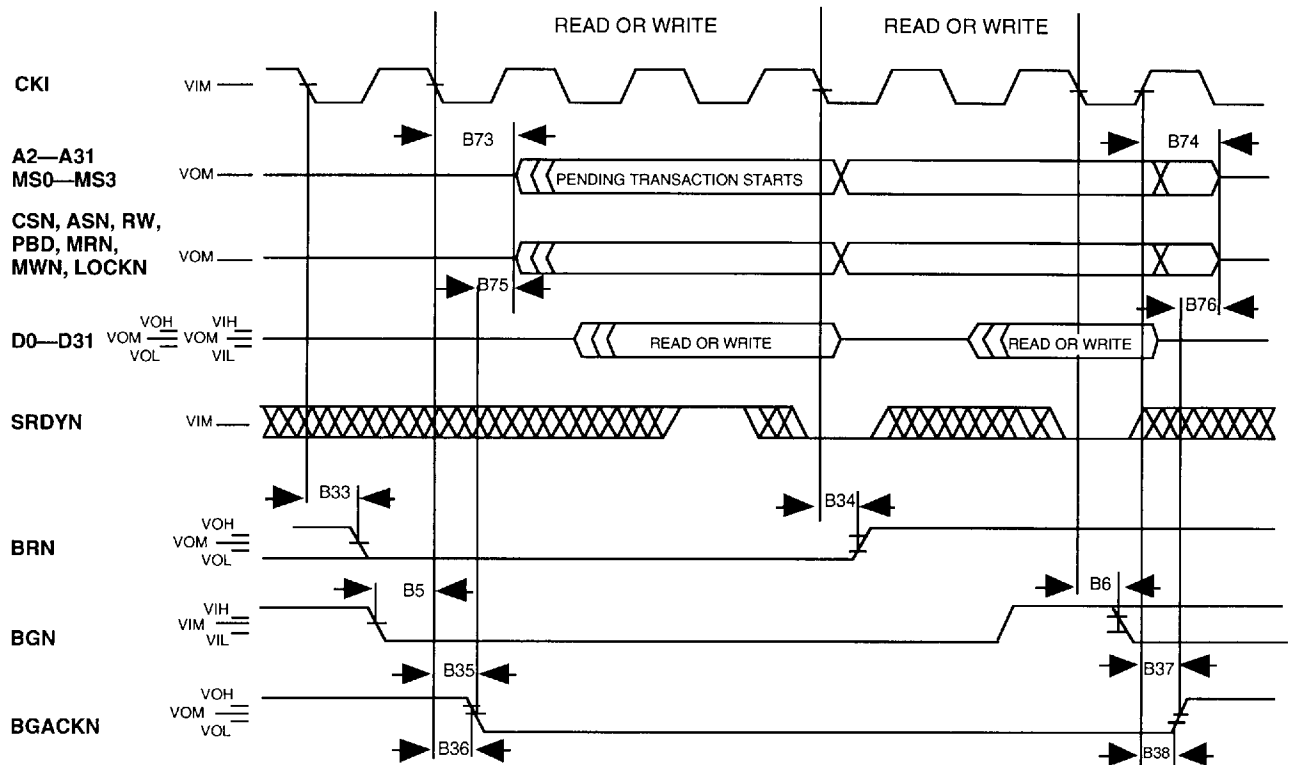 READ OR WRITE READ OR WRITE
CKI VIM
B73 B74
A2—A31
MS0—MS3
VOM
PENDING TRANSACTION STARTS
CSN, ASN, RW,
PBD, MRN,
MWN, LOCKN
VOM
B75 B76
D0—D31
VOH
VOM
VOL
VIH
VOM
VIL
READ OR WRITE READ OR WRITE
SRDYN VIM
B33 B34
BRN
VOH
VOM
VOL
B5 B6
BGN
VIH
VIM
VIL
B35 B37
BGACKN
VOH
VOM
VOL
B36 B38